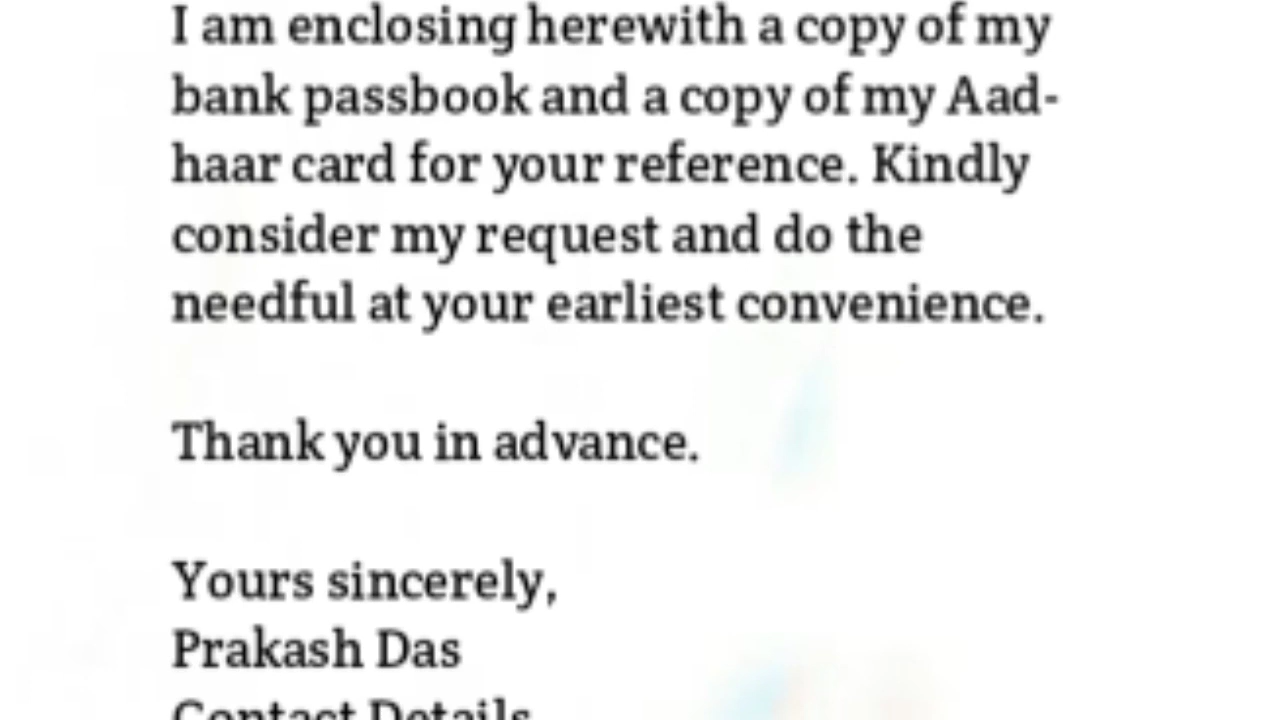 I am enclosing herewith a copy of my
bank passbook and a copy of my Aad-
haar card for your reference. Kindly
consider my request and do the
needful at your earliest convenience.
Thank you in advance.
Yours sincerely,
Prakash Das
Contact Details